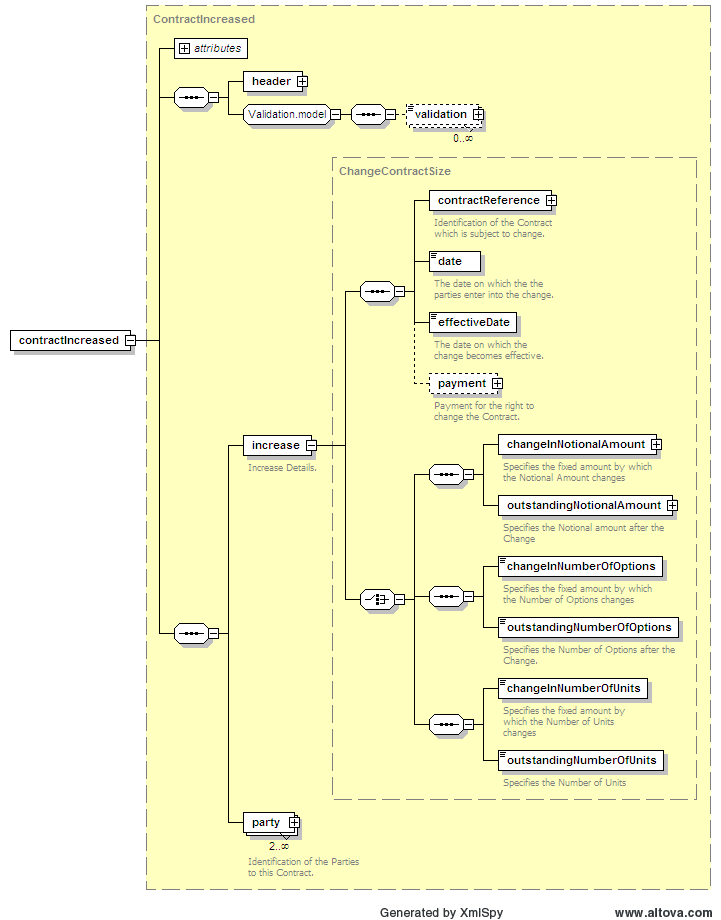 ContractIncreased
attributes
header
Validation.model
validation
0..∞
ChangeContractSize
contractReference
Identification of the Contract
which is subject to change.
date
The date on which the the
parties enter into the change.
effectiveDate
The date on which the
change becomes effective.
contractIncreased
payment
Payment for the right to
change the Contract.
increase
Increase Details.
changeInNotionalAmount
Specifies the fixed amount by which
the Notional Amount changes
outstandingNotionalAmount
Specifies the Notional amount after the
Change
changeInNumberOfOptions
Specifies the fixed amount by which
the Number of Options changes
outstandingNumberOfOptions
Specifies the Number of Options after the
Change.
changeInNumberOfUnits
Specifies the fixed amount by
which the Number of Units
changes
outstandingNumberOfUnits
Specifies the Number of Units
party
2..∞
Identification of the Parties
to this Contract.
Generated by XmlSpy
www.altova.com